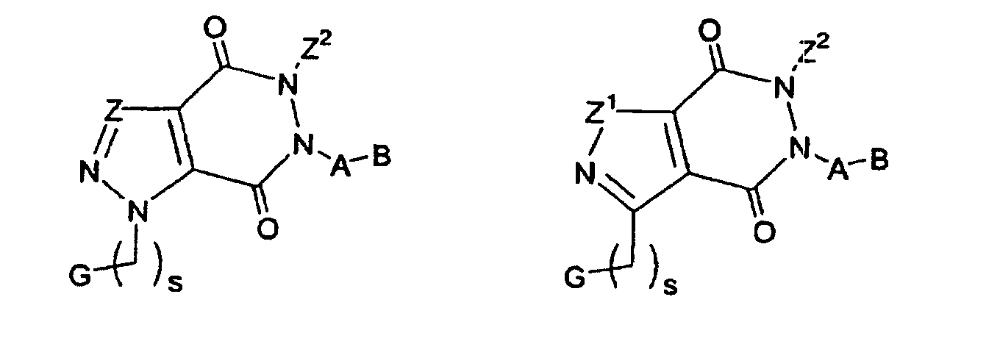 O O
Z² Z²
N N
Z Z¹
N A B N A B
N N
N
O O
G ( ) s G ( ) s